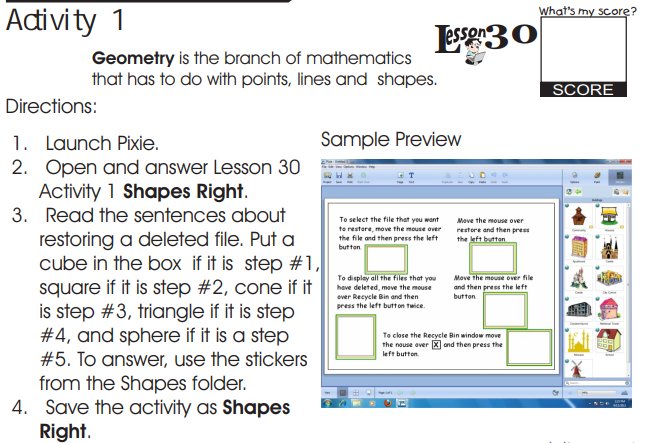 Activity 1
What's my score?
Lesson 30
SCORE
Geometry is the branch of mathematics
that has to do with points, lines and shapes.
Directions:
1. Launch Pixie.
2. Open and answer Lesson 30
Activity 1 Shapes Right.
3. Read the sentences about
restoring a deleted file. Put a
cube in the box if it is step #1,
square if it is step #2, cone if it
is step #3, triangle if it is step
#4, and sphere if it is a step
#5. To answer, use the stickers
from the Shapes folder.
4. Save the activity as Shapes
Right.
Sample Preview
To select the file that you want
to restore, move the mouse over
the file and then press the left
button.
Move the mouse over
restore and then press
the left button.
To display all the files that you
have deleted, move the mouse
over Recycle Bin and then
press the left button twice.
Move the mouse over file
and then press the left
button.
To close the Recycle Bin window move
the mouse over X and then press the
left button.